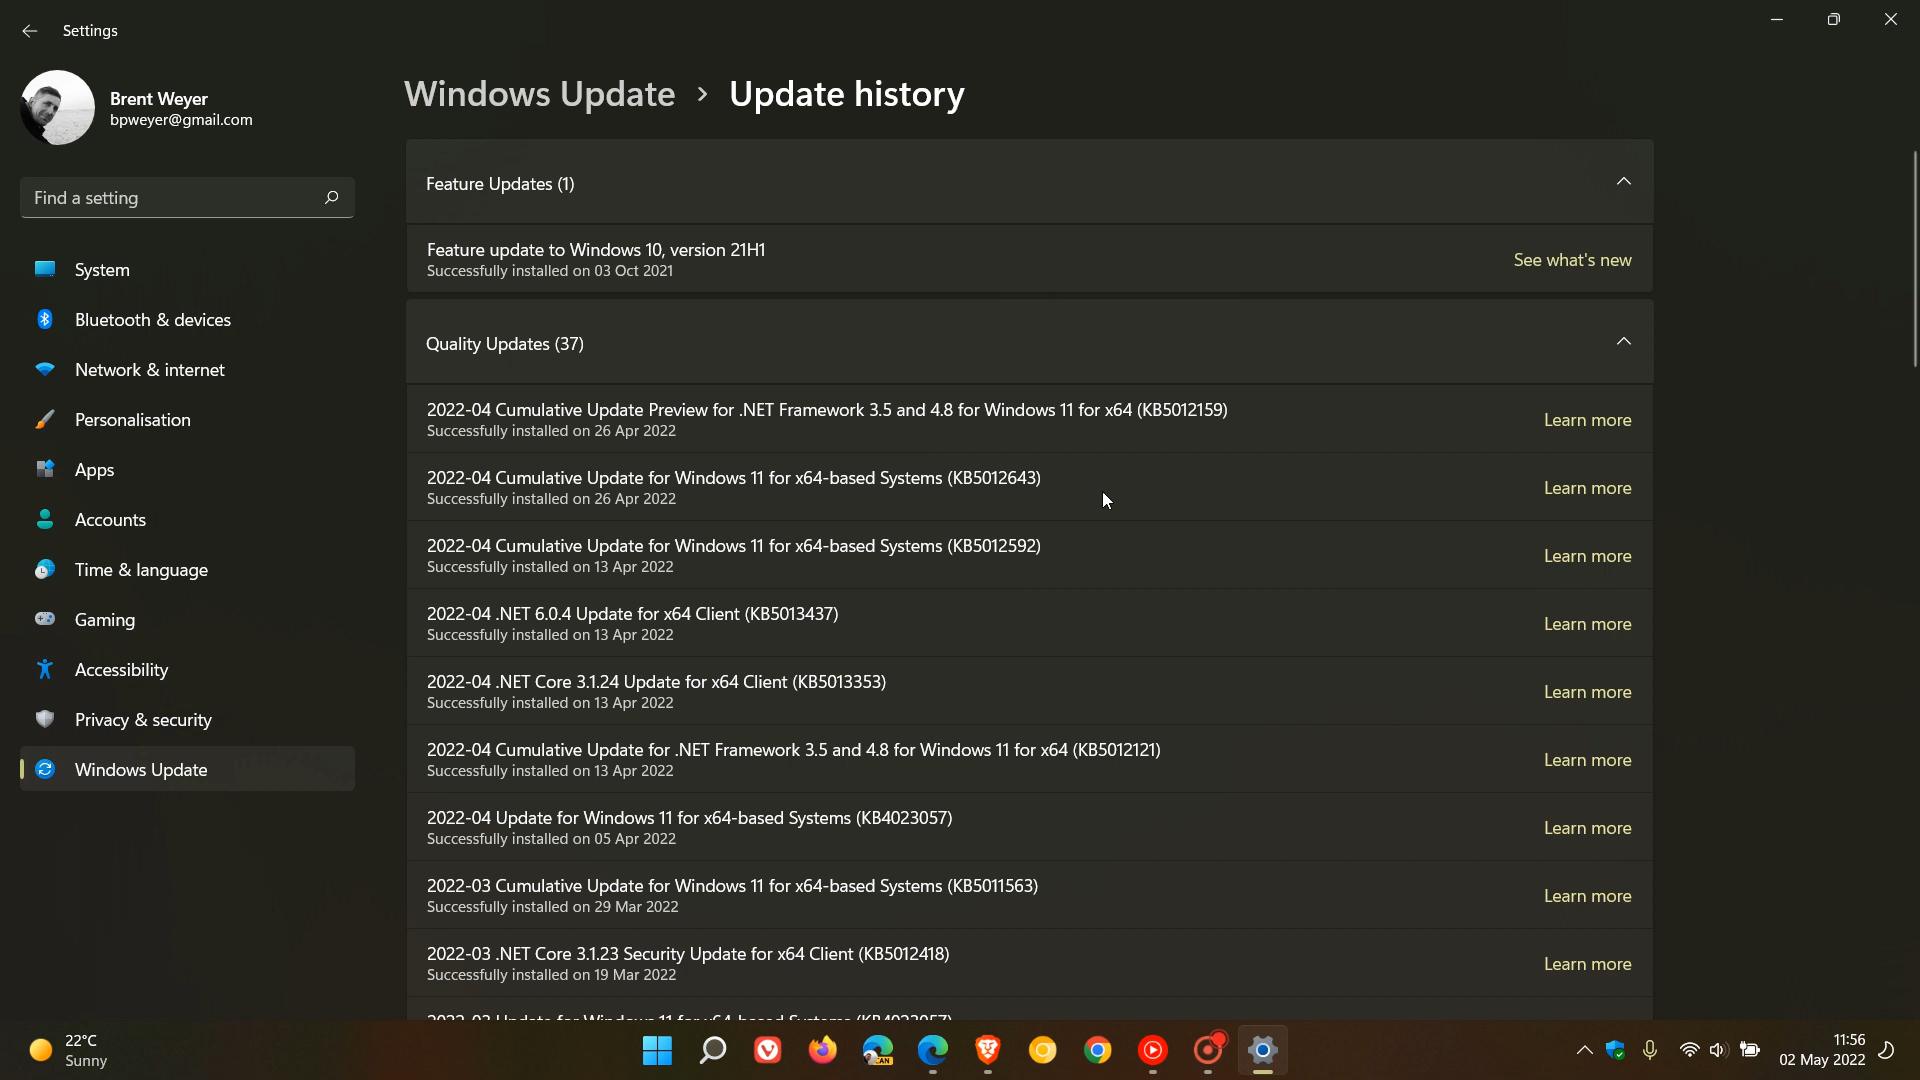 Settings
Brent Weyer
bpweyer@gmail.com
Find a setting
System
Bluetooth & devices
Network & internet
Personalisation
Apps
Accounts
Time & language
Gaming
Accessibility
Privacy & security
Windows Update
Windows Update > Update history
Feature Updates (1)
Feature update to Windows 10, version 21H1
Successfully installed on 03 Oct 2021
See what's new
Quality Updates (37)
2022-04 Cumulative Update Preview for .NET Framework 3.5 and 4.8 for Windows 11 for x64 (KB5012159)
Successfully installed on 26 Apr 2022
Learn more
2022-04 Cumulative Update for Windows 11 for x64-based Systems (KB5012643)
Successfully installed on 26 Apr 2022
Learn more
2022-04 Cumulative Update for Windows 11 for x64-based Systems (KB5012592)
Successfully installed on 13 Apr 2022
Learn more
2022-04 .NET 6.0.4 Update for x64 Client (KB5013437)
Successfully installed on 13 Apr 2022
Learn more
2022-04 .NET Core 3.1.24 Update for x64 Client (KB5013353)
Successfully installed on 13 Apr 2022
Learn more
2022-04 Cumulative Update for .NET Framework 3.5 and 4.8 for Windows 11 for x64 (KB5012121)
Successfully installed on 13 Apr 2022
Learn more
2022-04 Update for Windows 11 for x64-based Systems (KB4023057)
Successfully installed on 05 Apr 2022
Learn more
2022-03 Cumulative Update for Windows 11 for x64-based Systems (KB5011563)
Successfully installed on 29 Mar 2022
Learn more
2022-03 .NET Core 3.1.23 Security Update for x64 Client (KB5012418)
Successfully installed on 19 Mar 2022
Learn more
2022-03 Update for Windows 11 for x64-based Systems (KB4023057)
22°C
Sunny
CAN
11:56
02 May 2022